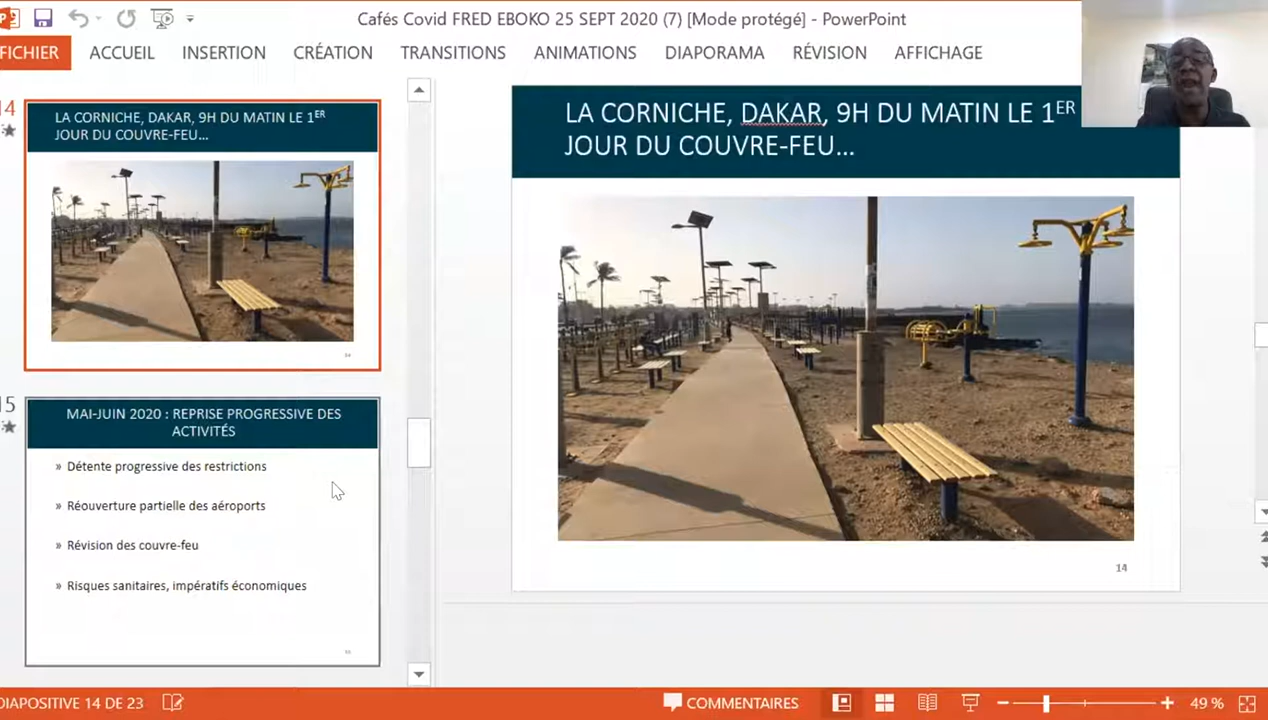 Cafés Covid FRED EBOKO 25 SEPT 2020 (7) [Mode protégé] - PowerPoint
FICHIER ACCUEIL INSERTION CRÉATION TRANSITIONS ANIMATIONS DIAPORAMA RÉVISION AFFICHAGE
14
LA CORNICHE, DAKAR, 9H DU MATIN LE 1ER
JOUR DU COUVRE-FEU...
15
MAI-JUIN 2020 : REPRISE PROGRESSIVE DES
ACTIVITÉS
» Détente progressive des restrictions
» Réouverture partielle des aéroports
» Révision des couvre-feu
» Risques sanitaires, impératifs économiques
LA CORNICHE, DAKAR, 9H DU MATIN LE 1ER
JOUR DU COUVRE-FEU...
14
DIAPOSITIVE 14 DE 23 COMMENTAIRES 49 %